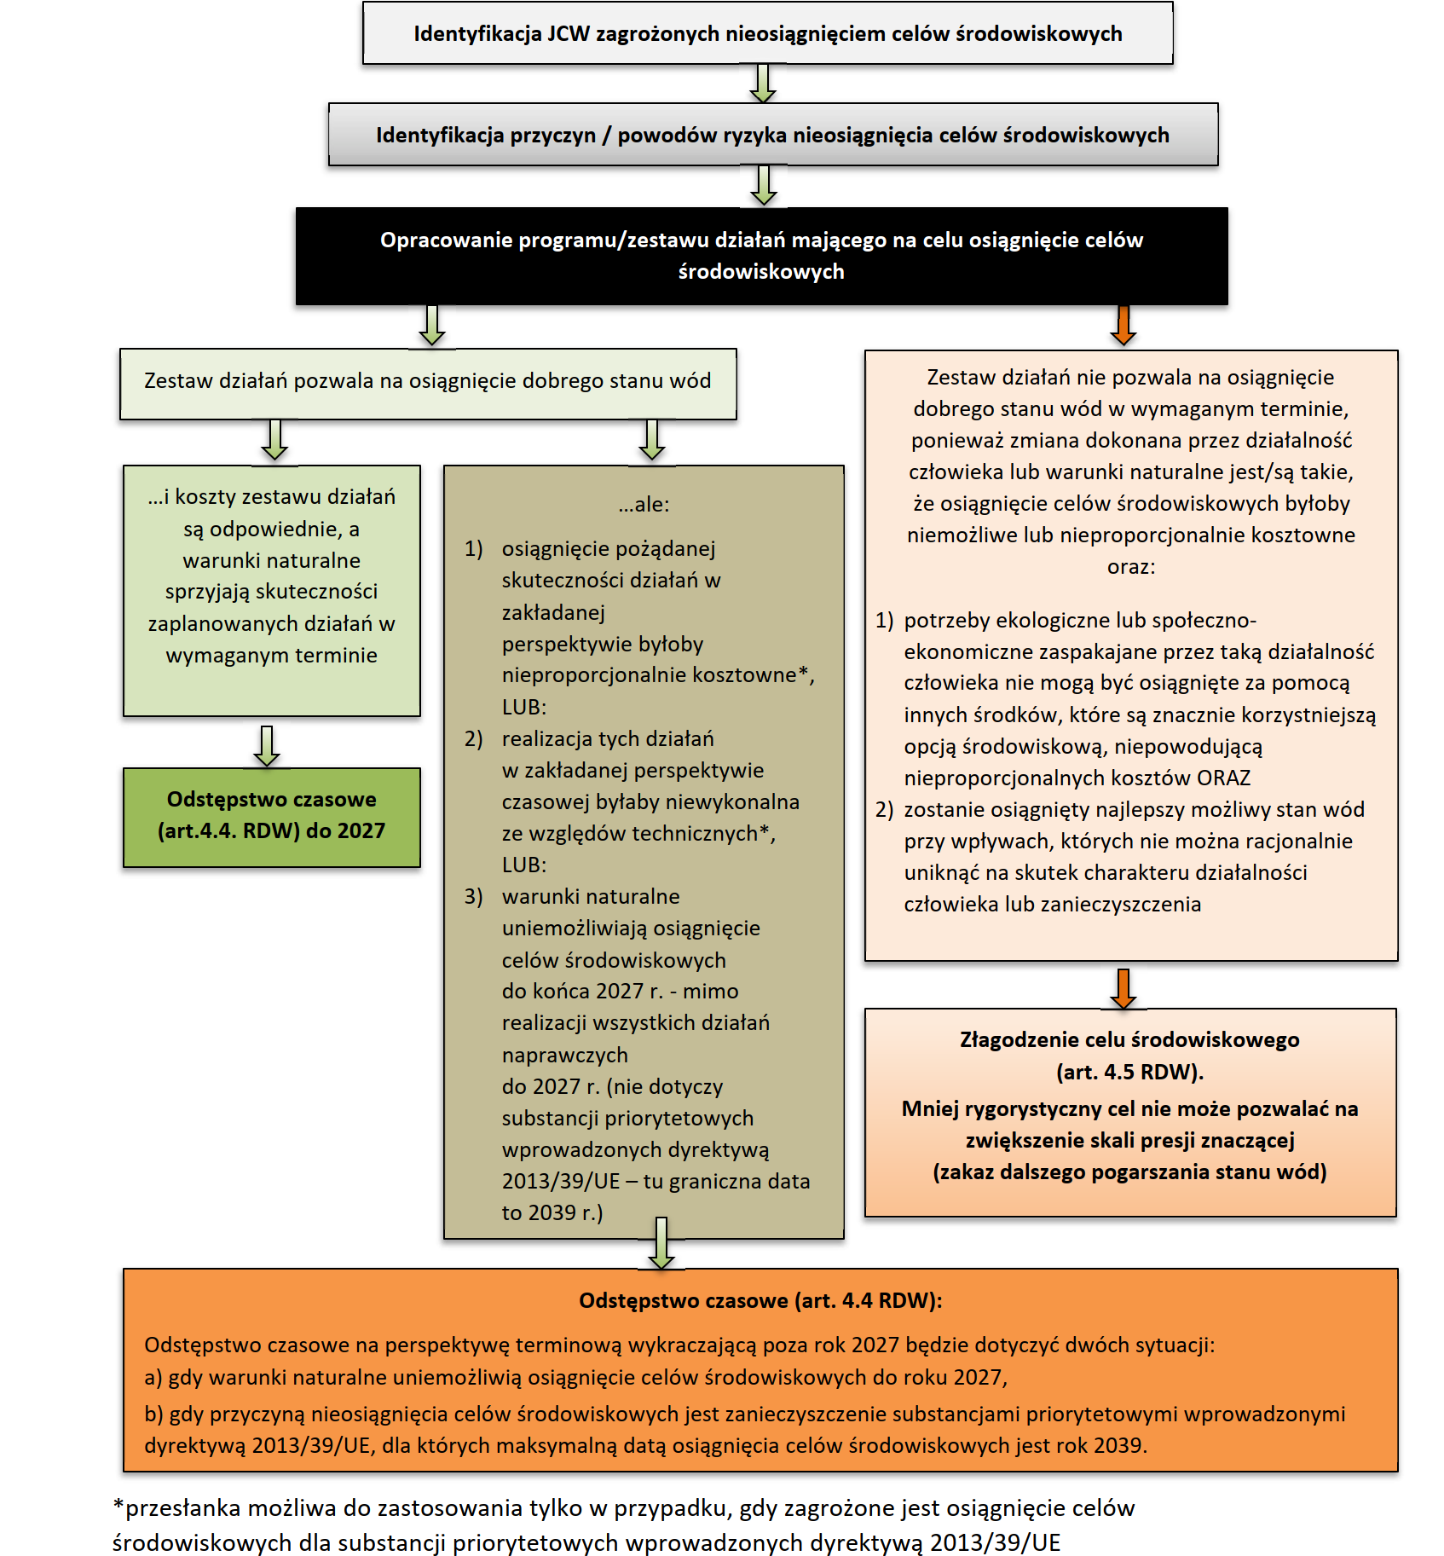 Identyfikacja JCW zagrożonych nieosiągnięciem celów środowiskowych
Identyfikacja przyczyn / powodów ryzyka nieosiągnięcia celów środowiskowych
Opracowanie programu/zestawu działań mającego na celu osiągnięcie celów
środowiskowych
Zestaw działań pozwala na osiągnięcie dobrego stanu wód
...i koszty zestawu działań
są odpowiednie, a
warunki naturalne
sprzyjają skuteczności
zaplanowanych działań w
wymaganym terminie
Odstępstwo czasowe
(art.4.4. RDW) do 2027
...ale:
1) osiągnięcie pożądanej
skuteczności działań w
zakładanej
perspektywie byłoby
nieproporcjonalnie kosztowne*,
LUB:
2) realizacja tych działań
w zakładanej perspektywie
czasowej byłaby niewykonalna
ze względów technicznych*,
LUB:
3) warunki naturalne
uniemożliwiają osiągnięcie
celów środowiskowych
do końca 2027 r. - mimo
realizacji wszystkich działań
naprawczych
do 2027 r. (nie dotyczy
substancji priorytetowych
wprowadzonych dyrektywą
2013/39/UE – tu graniczna data
to 2039 r.)
Zestaw działań nie pozwala na osiągnięcie
dobrego stanu wód w wymaganym terminie,
ponieważ zmiana dokonana przez działalność
człowieka lub warunki naturalne jest/są takie,
że osiągnięcie celów środowiskowych byłoby
niemożliwe lub nieproporcjonalnie kosztowne
oraz:
1) potrzeby ekologiczne lub społeczno-
ekonomiczne zaspakajane przez taką działalność
człowieka nie mogą być osiągnięte za pomocą
innych środków, które są znacznie korzystniejszą
opcją środowiskową, niepowodującą
nieproporcjonalnych kosztów ORAZ
2) zostanie osiągnięty najlepszy możliwy stan wód
przy wpływach, których nie można racjonalnie
uniknąć na skutek charakteru działalności
człowieka lub zanieczyszczenia
Złagodzenie celu środowiskowego
(art. 4.5 RDW).
Mniej rygorystyczny cel nie może pozwalać na
zwiększenie skali presji znaczącej
(zakaz dalszego pogarszania stanu wód)
Odstępstwo czasowe (art. 4.4 RDW):
Odstępstwo czasowe na perspektywę terminową wykraczającą poza rok 2027 będzie dotyczyć dwóch sytuacji:
a) gdy warunki naturalne uniemożliwią osiągnięcie celów środowiskowych do roku 2027,
b) gdy przyczyną nieosiągnięcia celów środowiskowych jest zanieczyszczenie substancjami priorytetowymi wprowadzonymi
dyrektywą 2013/39/UE, dla których maksymalną datą osiągnięcia celów środowiskowych jest rok 2039.
*przesłanka możliwa do zastosowania tylko w przypadku, gdy zagrożone jest osiągnięcie celów
środowiskowych dla substancji priorytetowych wprowadzonych dyrektywą 2013/39/UE